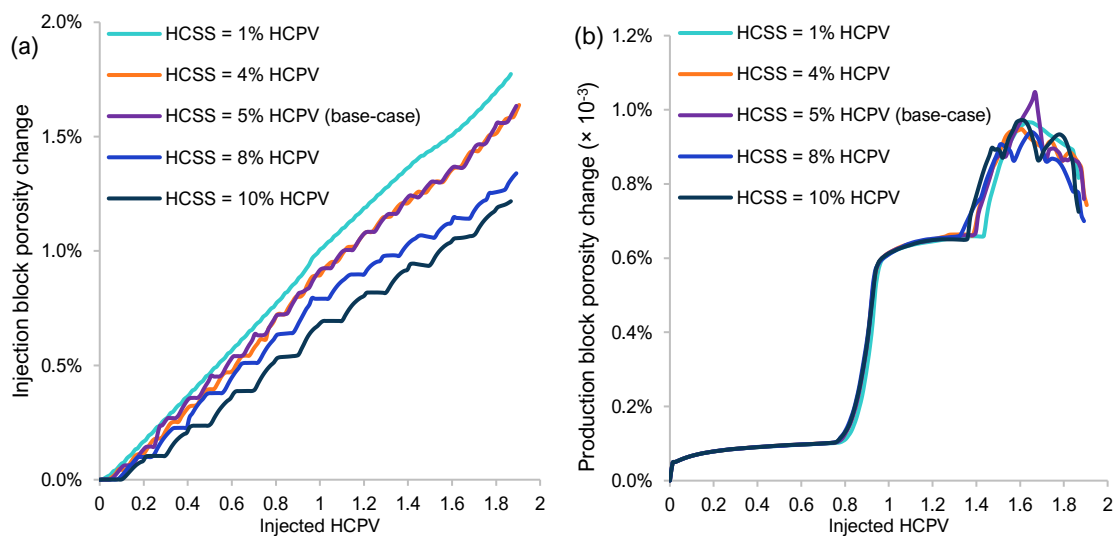 (a)
HCSS = 1% HCPV
HCSS = 4% HCPV
HCSS = 5% HCPV (base-case)
HCSS = 8% HCPV
HCSS = 10% HCPV
Injection block porosity change
2.0%
1.5%
1.0%
0.5%
0.0%
0 0.2 0.4 0.6 0.8 1 1.2 1.4 1.6 1.8 2
Injected HCPV
(b)
HCSS = 1% HCPV
HCSS = 4% HCPV
HCSS = 5% HCPV (base-case)
HCSS = 8% HCPV
HCSS = 10% HCPV
Production block porosity change (× 10⁻³)
1.2%
1.0%
0.8%
0.6%
0.4%
0.2%
0.0%
0 0.2 0.4 0.6 0.8 1 1.2 1.4 1.6 1.8 2
Injected HCPV